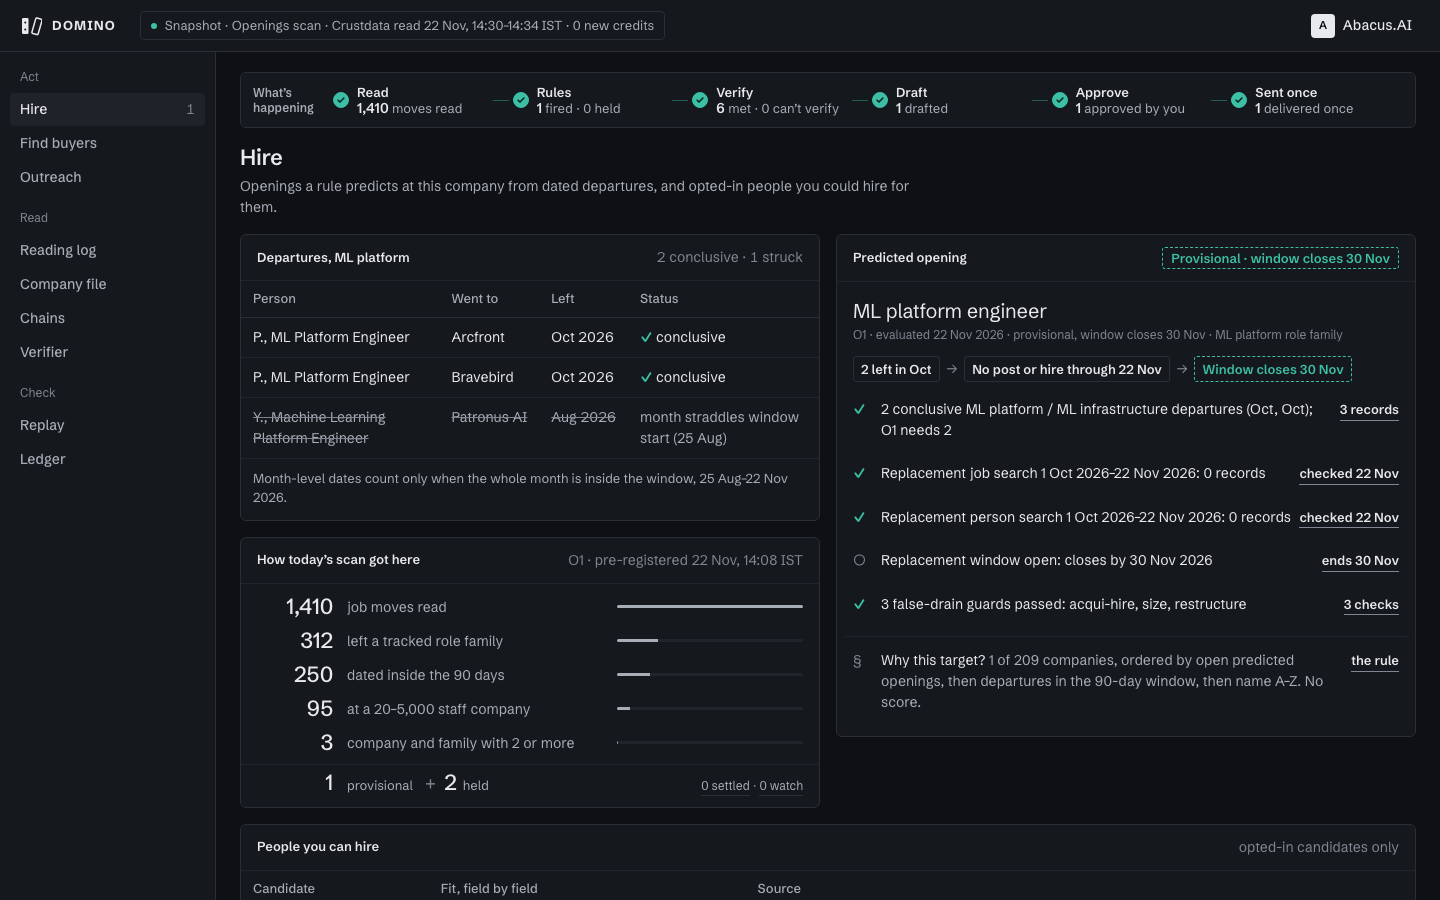 DOMINO
Snapshot · Openings scan · Crustdata read 22 Nov, 14:30–14:34 IST · 0 new credits
A
Abacus.AI
Act
Hire 1
Find buyers
Outreach
Read
Reading log
Company file
Chains
Verifier
Check
Replay
Ledger
What's
happening
Read
1,410 moves read
Rules
1 fired · 0 held
Verify
6 met · 0 can't verify
Draft
1 drafted
Approve
1 approved by you
Sent once
1 delivered once
Hire
Openings a rule predicts at this company from dated departures, and opted-in people you could hire for
them.
Departures, ML platform 2 conclusive · 1 struck
Person Went to Left Status
P., ML Platform Engineer Arcfront Oct 2026 ✓ conclusive
P., ML Platform Engineer Bravebird Oct 2026 ✓ conclusive
Y., Machine Learning Patronus AI Aug 2026 month straddles window
Platform Engineer start (25 Aug)
Month-level dates count only when the whole month is inside the window, 25 Aug–22 Nov
2026.
How today's scan got here O1 · pre-registered 22 Nov, 14:08 IST
1,410 job moves read
312 left a tracked role family
250 dated inside the 90 days
95 at a 20–5,000 staff company
3 company and family with 2 or more
1 provisional + 2 held 0 settled · 0 watch
Predicted opening Provisional · window closes 30 Nov
ML platform engineer
O1 · evaluated 22 Nov 2026 · provisional, window closes 30 Nov · ML platform role family
2 left in Oct → No post or hire through 22 Nov → Window closes 30 Nov
✓ 2 conclusive ML platform / ML infrastructure departures (Oct, Oct); 3 records
O1 needs 2
✓ Replacement job search 1 Oct 2026–22 Nov 2026: 0 records checked 22 Nov
✓ Replacement person search 1 Oct 2026–22 Nov 2026: 0 records checked 22 Nov
Replacement window open: closes by 30 Nov 2026 ends 30 Nov
✓ 3 false-drain guards passed: acqui-hire, size, restructure 3 checks
§ Why this target? 1 of 209 companies, ordered by open predicted the rule
openings, then departures in the 90-day window, then name A–Z. No
score.
People you can hire opted-in candidates only
Candidate Fit, field by field Source